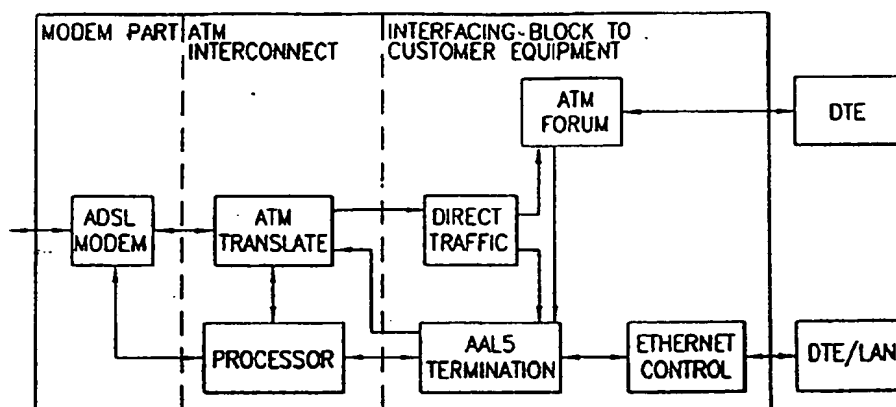 MODEM PART
ATM
INTERCONNECT
INTERFACING-BLOCK TO
CUSTOMER EQUIPMENT
ATM
FORUM
DTE
ADSL
MODEM
ATM
TRANSLATE
DIRECT
TRAFFIC
PROCESSOR
AAL5
TERMINATION
ETHERNET
CONTROL
DTE/LAN